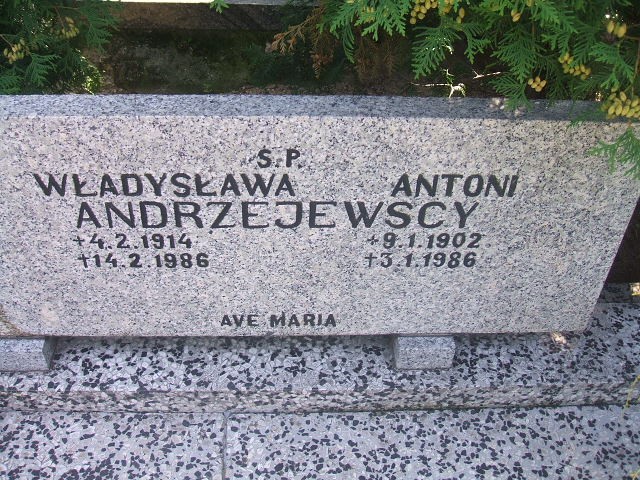 S.P
WŁADYSŁAWA ANTONI
ANDRZEJEWSCY
+4.2.1914 +9.1.1902
†14.2.1986 †3.1.1986
AVE MARIA